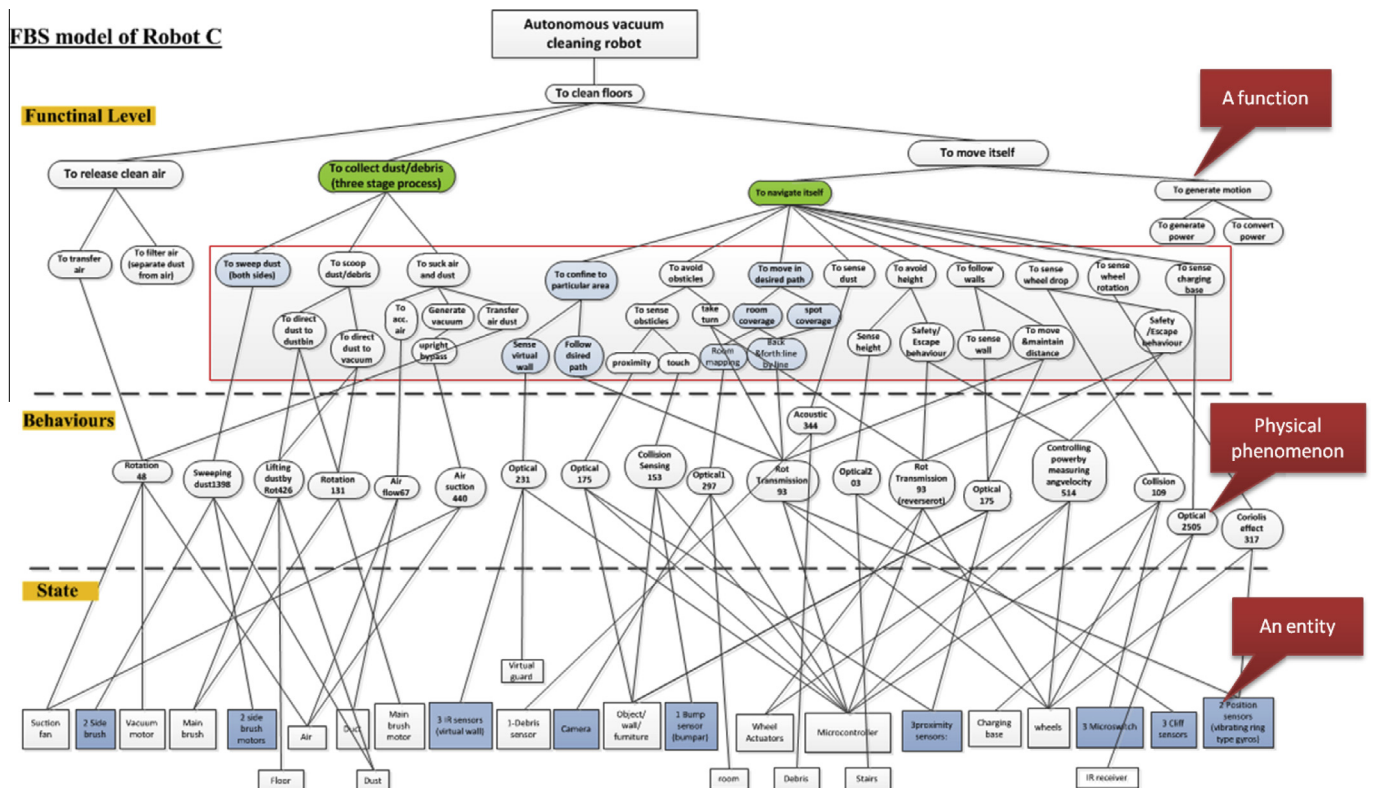 Autonomous vacuum
cleaning robot
FBS model of Robot C
To clean floors
Functinal Level
A function
To release clean air
To collect dust/debris
(three stage process)
To move itself
To navigate itself
To generate motion
To generate
power
To convert
power
To transfer
air
To filter air
(separate dust
from air)
To sweep dust
(both sides)
To scoop
dust/debris
To suck air
and dust
To confine to
particular area
To avoid
obsticles
To move in
desired path
To sense
dust
To avoid
height
To follow
walls
To sense
wheel drop
To sense
wheel
rotation
To sense
charging
base
To direct
dust to
dustbin
To direct
dust to
vacuum
To
acc.
air
Generate
vacuum
Transfer
air dust
upright
bypass
Sense
virtual
wall
Follow
dsired
path
To sense
obstacles
take
turn
room
coverage
spot
coverage
proximity
touch
Room
mapping
Back
&forth:line
by line
Sense
height
Safety/
Escape
behaviour
To sense
wall
To move
&maintain
distance
Safety
/Escape
behaviour
Behaviours
Physical
phenomenon
Acoustic
344
Rotation
48
Sweeping
dust1398
Lifting
dustby
Rot426
Rotation
131
Air
flow67
Air
suction
440
Optical
231
Optical
175
Collision
Sensing
153
Optical1
297
Rot
Transmission
93
Optical2
03
Rot
Transmission
93
(reverserot)
Optical
175
Controlling
powerby
measuring
angvelocity
514
Collision
109
Optical
2505
Coriolis
effect
317
State
An entity
Virtual
guard
Suction
fan
2 Side
brush
Vacuum
motor
Main
brush
2 side
brush
motors
Air
Duct
Main
brush
motor
3 IR sensors
(virtual wall)
1-Debris
sensor
Camera
Object/
wall/
furniture
1 Bump
sensor
(bumpar)
Wheel
Actuators
Microcontroller
3proximity
sensors:
Charging
base
wheels
3 Microswitch
3 Cliff
sensors
2 Position
sensors
(vibrating ring
type gyros)
Floor
Dust
room
Debris
Stairs
IR receiver